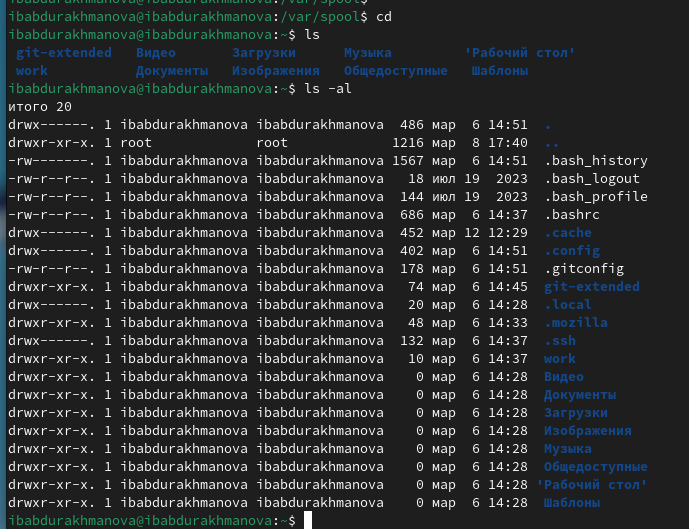 ibabdurakhmanova@ibabdurakhmanova:/var/spool$
ibabdurakhmanova@ibabdurakhmanova:/var/spool$ cd
ibabdurakhmanova@ibabdurakhmanova:~$ ls
git-extended Видео Загрузки Музыка 'Рабочий стол'
work Документы Изображения Общедоступные Шаблоны
ibabdurakhmanova@ibabdurakhmanova:~$ ls -al
итого 20
drwx------. 1 ibabdurakhmanova ibabdurakhmanova 486 мар 6 14:51 .
drwxr-xr-x. 1 root root 1216 мар 8 17:40 ..
-rw-------. 1 ibabdurakhmanova ibabdurakhmanova 1567 мар 6 14:51 .bash_history
-rw-r--r--. 1 ibabdurakhmanova ibabdurakhmanova 18 июл 19 2023 .bash_logout
-rw-r--r--. 1 ibabdurakhmanova ibabdurakhmanova 144 июл 19 2023 .bash_profile
-rw-r--r--. 1 ibabdurakhmanova ibabdurakhmanova 686 мар 6 14:37 .bashrc
drwx------. 1 ibabdurakhmanova ibabdurakhmanova 452 мар 12 12:29 .cache
drwx------. 1 ibabdurakhmanova ibabdurakhmanova 402 мар 6 14:51 .config
-rw-r--r--. 1 ibabdurakhmanova ibabdurakhmanova 178 мар 6 14:51 .gitconfig
drwxr-xr-x. 1 ibabdurakhmanova ibabdurakhmanova 74 мар 6 14:45 git-extended
drwx------. 1 ibabdurakhmanova ibabdurakhmanova 20 мар 6 14:28 .local
drwxr-xr-x. 1 ibabdurakhmanova ibabdurakhmanova 48 мар 6 14:33 .mozilla
drwx------. 1 ibabdurakhmanova ibabdurakhmanova 132 мар 6 14:37 .ssh
drwxr-xr-x. 1 ibabdurakhmanova ibabdurakhmanova 10 мар 6 14:37 work
drwxr-xr-x. 1 ibabdurakhmanova ibabdurakhmanova 0 мар 6 14:28 Видео
drwxr-xr-x. 1 ibabdurakhmanova ibabdurakhmanova 0 мар 6 14:28 Документы
drwxr-xr-x. 1 ibabdurakhmanova ibabdurakhmanova 0 мар 6 14:28 Загрузки
drwxr-xr-x. 1 ibabdurakhmanova ibabdurakhmanova 0 мар 6 14:28 Изображения
drwxr-xr-x. 1 ibabdurakhmanova ibabdurakhmanova 0 мар 6 14:28 Музыка
drwxr-xr-x. 1 ibabdurakhmanova ibabdurakhmanova 0 мар 6 14:28 Общедоступные
drwxr-xr-x. 1 ibabdurakhmanova ibabdurakhmanova 0 мар 6 14:28 'Рабочий стол'
drwxr-xr-x. 1 ibabdurakhmanova ibabdurakhmanova 0 мар 6 14:28 Шаблоны
ibabdurakhmanova@ibabdurakhmanova:~$